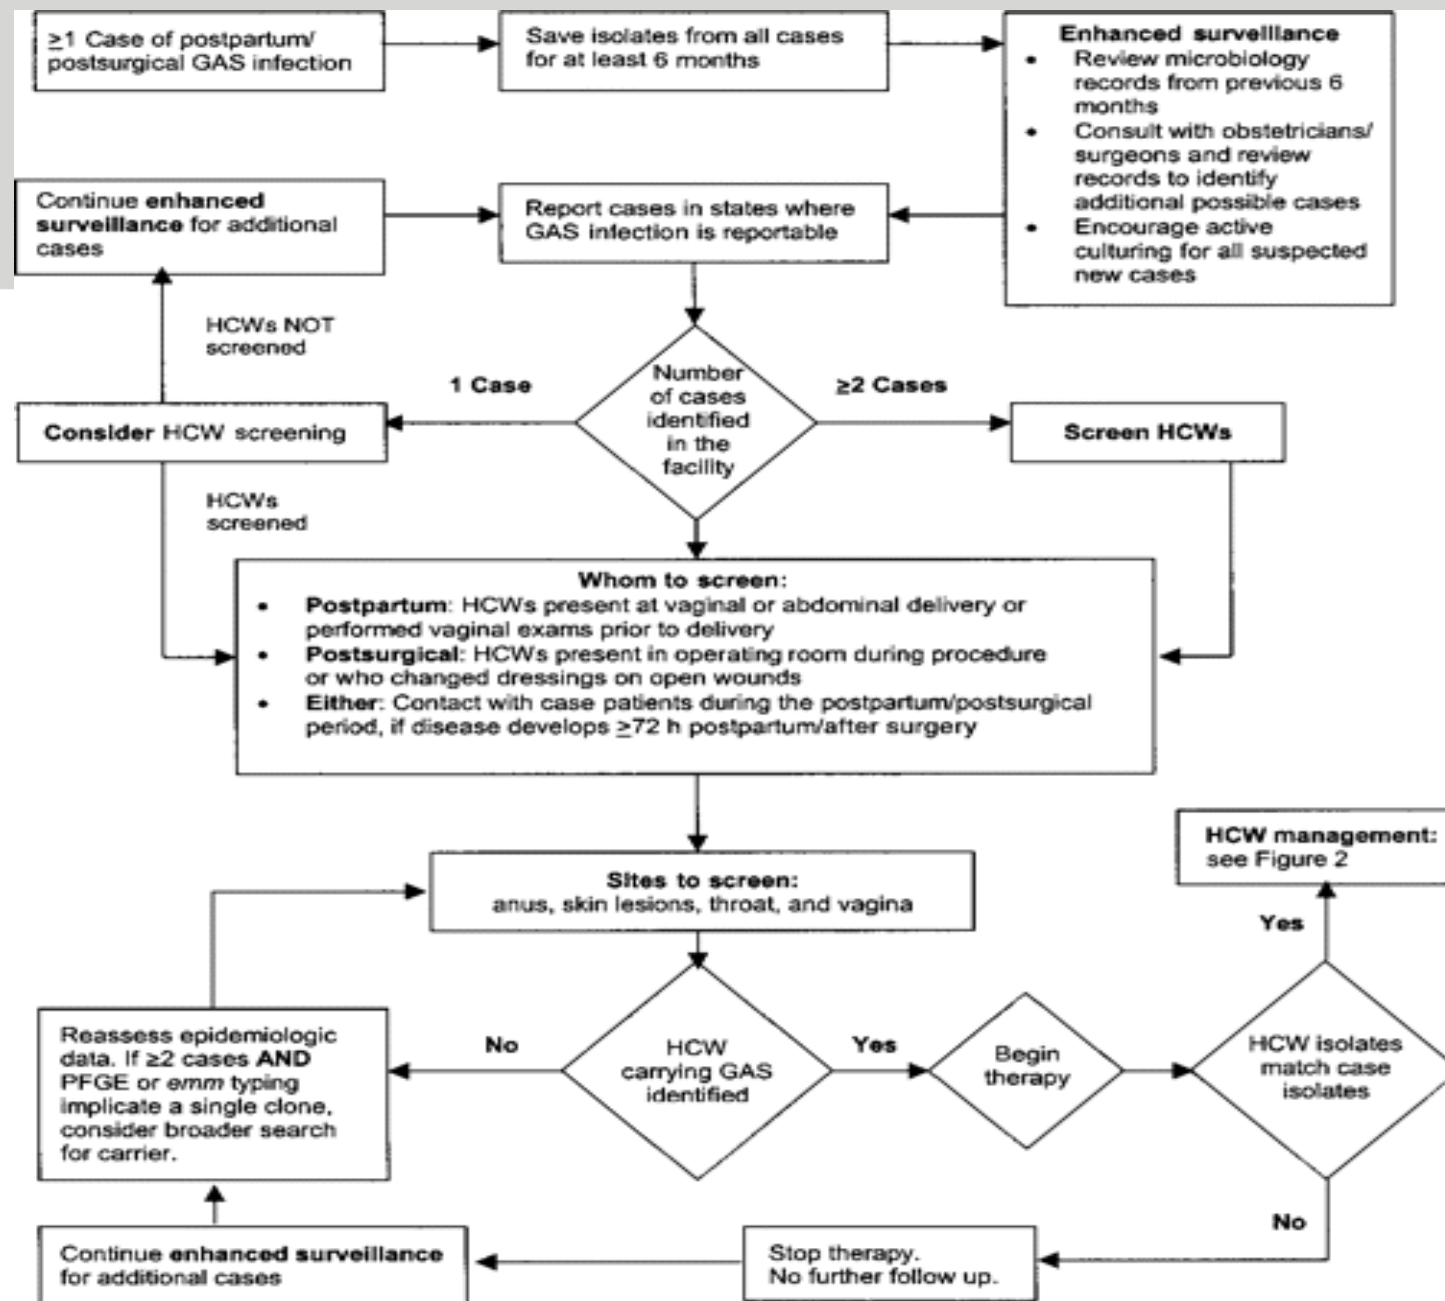 ≥1 Case of postpartum/
postsurgical GAS infection
Save isolates from all cases
for at least 6 months
Enhanced surveillance
• Review microbiology
records from previous 6
months
• Consult with obstetricians/
surgeons and review
records to identify
additional possible cases
• Encourage active
culturing for all suspected
new cases
Continue enhanced
surveillance for additional
cases
Report cases in states where
GAS infection is reportable
HCWs NOT
screened
1 Case
Number
of cases
identified
in the
facility
≥2 Cases
Consider HCW screening
Screen HCWs
HCWs
screened
Whom to screen:
• Postpartum: HCWs present at vaginal or abdominal delivery or
performed vaginal exams prior to delivery
• Postsurgical: HCWs present in operating room during procedure
or who changed dressings on open wounds
• Either: Contact with case patients during the postpartum/postsurgical
period, if disease develops ≥72 h postpartum/after surgery
HCW management:
see Figure 2
Sites to screen:
anus, skin lesions, throat, and vagina
Yes
Reassess epidemiologic
data. If ≥2 cases AND
PFGE or emm typing
implicate a single clone,
consider broader search
for carrier.
No
HCW
carrying GAS
identified
Yes
Begin
therapy
HCW isolates
match case
isolates
No
Continue enhanced surveillance
for additional cases
Stop therapy.
No further follow up.